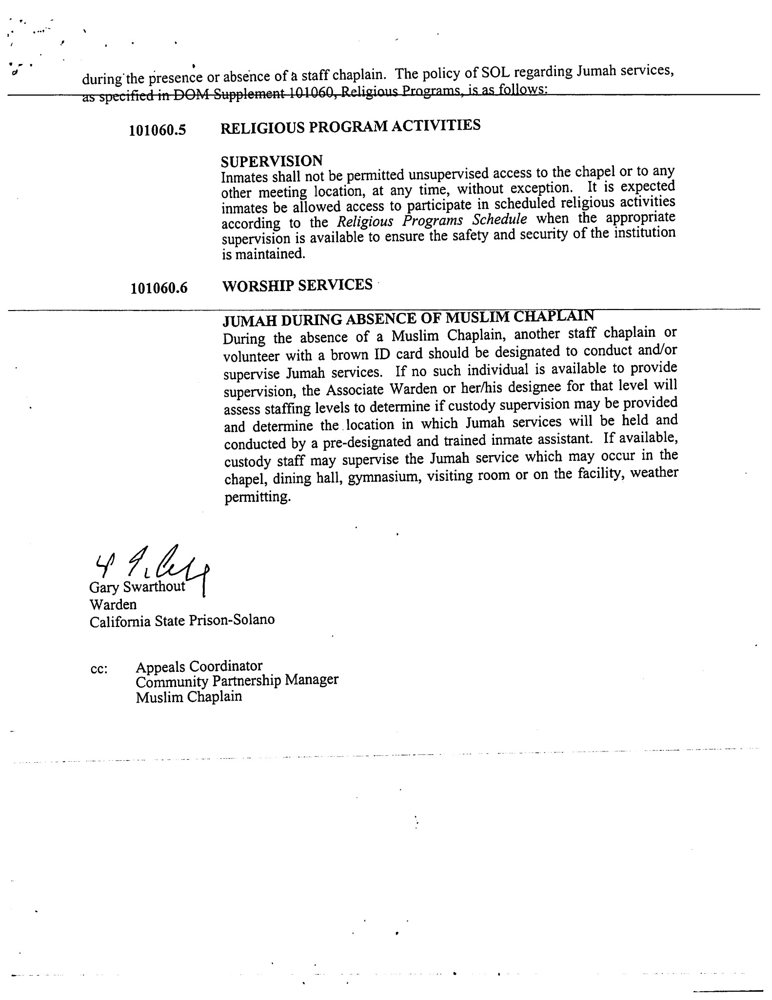 during the presence or absence of a staff chaplain. The policy of SOL regarding Jumah services,
as specified in DOM Supplement 101060, Religious Programs, is as follows:
101060.5 RELIGIOUS PROGRAM ACTIVITIES
SUPERVISION
Inmates shall not be permitted unsupervised access to the chapel or to any
other meeting location, at any time, without exception. It is expected
inmates be allowed access to participate in scheduled religious activities
according to the Religious Programs Schedule when the appropriate
supervision is available to ensure the safety and security of the institution
is maintained.
101060.6 WORSHIP SERVICES
JUMAH DURING ABSENCE OF MUSLIM CHAPLAIN
During the absence of a Muslim Chaplain, another staff chaplain or
volunteer with a brown ID card should be designated to conduct and/or
supervise Jumah services. If no such individual is available to provide
supervision, the Associate Warden or her/his designee for that level will
assess staffing levels to determine if custody supervision may be provided
and determine the location in which Jumah services will be held and
conducted by a pre-designated and trained inmate assistant. If available,
custody staff may supervise the Jumah service which may occur in the
chapel, dining hall, gymnasium, visiting room or on the facility, weather
permitting.
Gary Swarthout
Warden
California State Prison-Solano
cc: Appeals Coordinator
Community Partnership Manager
Muslim Chaplain